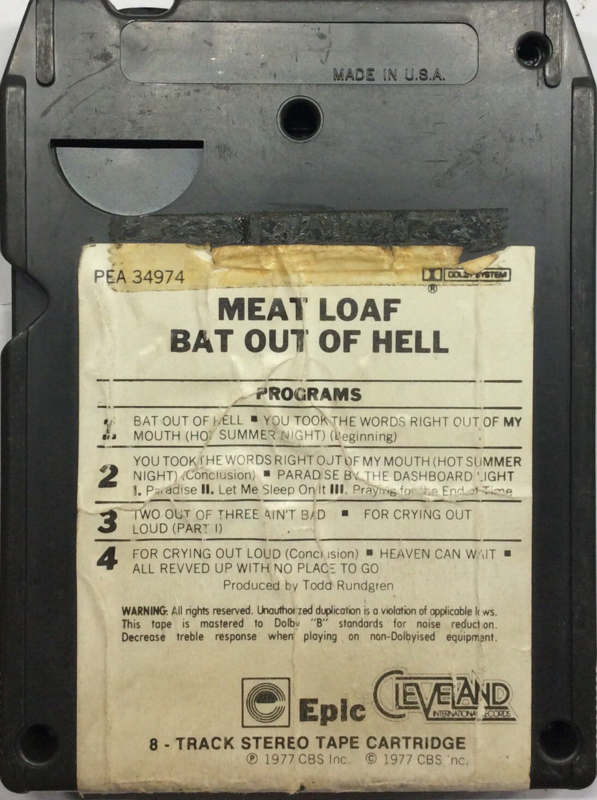 MADE IN U.S.A.
PEA 34974
DOLBY SYSTEM
®
MEAT LOAF
BAT OUT OF HELL
PROGRAMS
1 BAT OUT OF HELL ■ YOU TOOK THE WORDS RIGHT OUT OF MY
MOUTH (HOT SUMMER NIGHT) (Beginning)
2 YOU TOOK THE WORDS RIGHT OUT OF MY MOUTH (HOT SUMMER
NIGHT) (Conclusion) ■ PARADISE BY THE DASHBOARD LIGHT
I. Paradise II. Let Me Sleep On It III. Praying for the End of Time
3 TWO OUT OF THREE AIN'T BAD ■ FOR CRYING OUT
LOUD (PART I)
4 FOR CRYING OUT LOUD (Conclusion) ■ HEAVEN CAN WAIT ■
ALL REVVED UP WITH NO PLACE TO GO
Produced by Todd Rundgren
WARNING: All rights reserved. Unauthorized duplication is a violation of applicable laws.
This tape is mastered to Dolby "B" standards for noise reduction.
Decrease treble response when playing on non-Dolbyised equipment.
Epic CLEVELAND
INTERNATIONAL RECORDS
8 - TRACK STEREO TAPE CARTRIDGE
℗ 1977 CBS Inc. © 1977 CBS Inc.